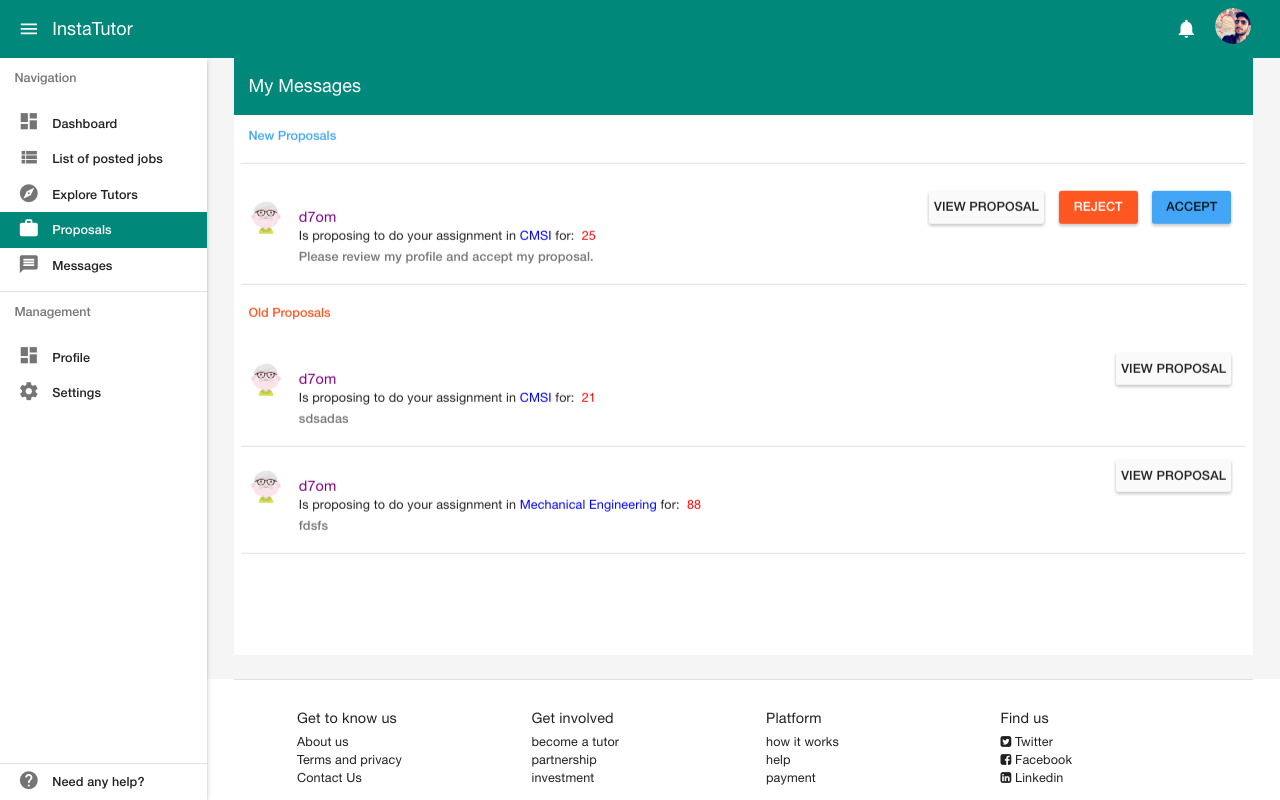 InstaTutor
Navigation
Dashboard
List of posted jobs
Explore Tutors
Proposals
Messages
Management
Profile
Settings
Need any help?
My Messages
New Proposals
d7om
Is proposing to do your assignment in CMSI for: 25
Please review my profile and accept my proposal.
VIEW PROPOSAL
REJECT
ACCEPT
Old Proposals
d7om
Is proposing to do your assignment in CMSI for: 21
sdsadas
VIEW PROPOSAL
d7om
Is proposing to do your assignment in Mechanical Engineering for: 88
fdsfs
VIEW PROPOSAL
Get to know us
About us
Terms and privacy
Contact Us
Get involved
become a tutor
partnership
investment
Platform
how it works
help
payment
Find us
Twitter
Facebook
Linkedin